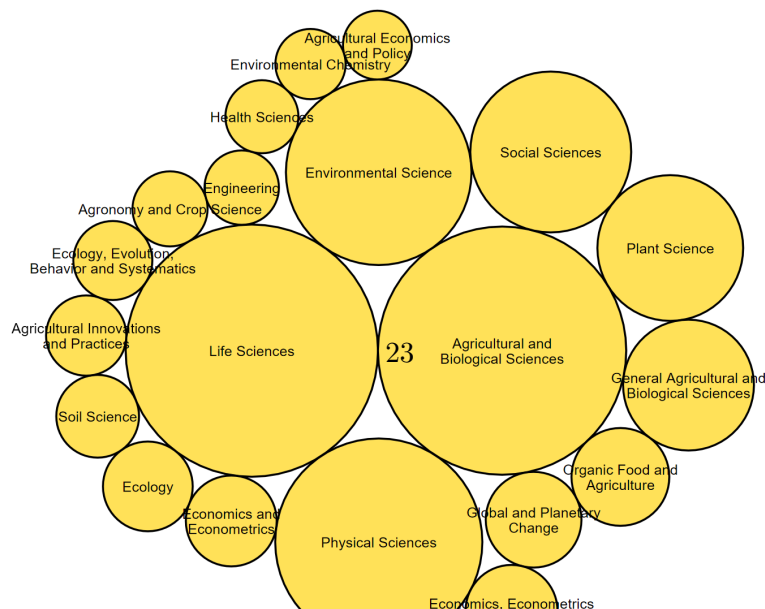 Agricultural Economics
and Policy
Environmental Chemistry
Health Sciences
Social Sciences
Environmental Science
Engineering
Agronomy and Crop Science
Plant Science
Ecology, Evolution,
Behavior and Systematics
Agricultural Innovations
and Practices
Life Sciences
23
Agricultural and
Biological Sciences
General Agricultural and
Biological Sciences
Soil Science
Organic Food and
Agriculture
Ecology
Economics and
Econometrics
Global and Planetary
Change
Physical Sciences
Economics, Econometrics